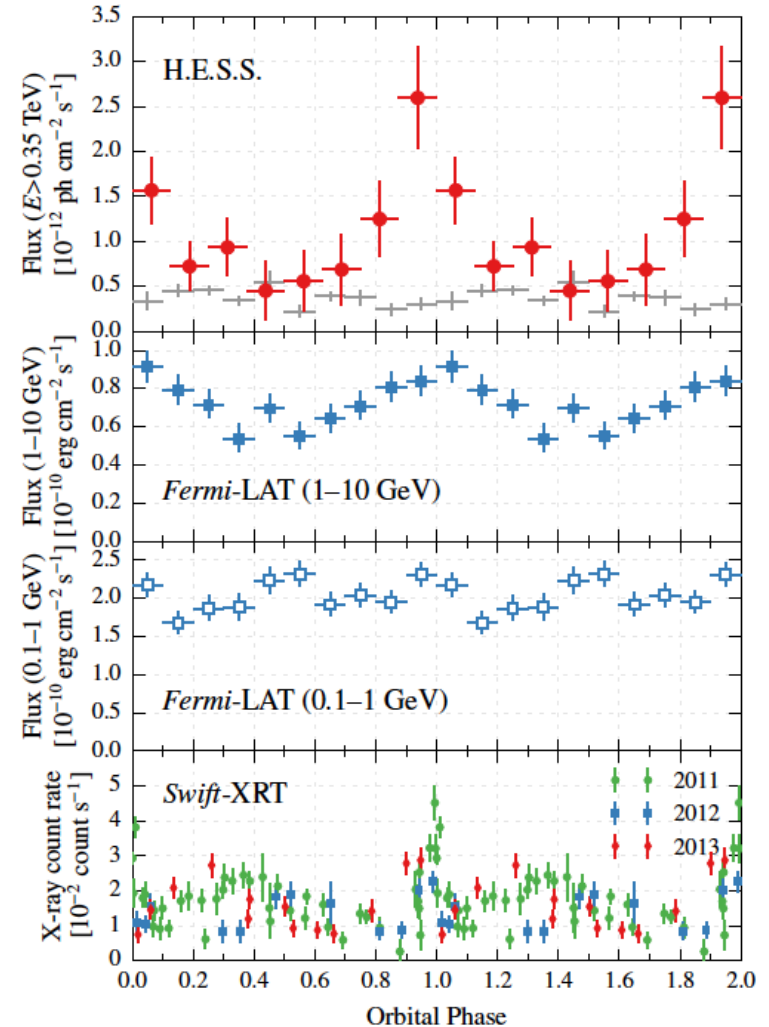 H.E.S.S.
Flux (E>0.35 TeV)
[10⁻¹² ph cm⁻² s⁻¹]
3.5
3.0
2.5
2.0
1.5
1.0
0.5
0.0
Flux (1–10 GeV)
[10⁻¹⁰ erg cm⁻² s⁻¹]
1.0
0.8
0.6
0.4
0.2
0.0
Fermi-LAT (1–10 GeV)
Flux (0.1–1 GeV)
[10⁻¹⁰ erg cm⁻² s⁻¹]
2.5
2.0
1.5
1.0
0.5
0.0
Fermi-LAT (0.1–1 GeV)
X-ray count rate
[10⁻² count s⁻¹]
5
4
3
2
1
0
Swift-XRT
2011
2012
2013
0.0 0.2 0.4 0.6 0.8 1.0 1.2 1.4 1.6 1.8 2.0
Orbital Phase